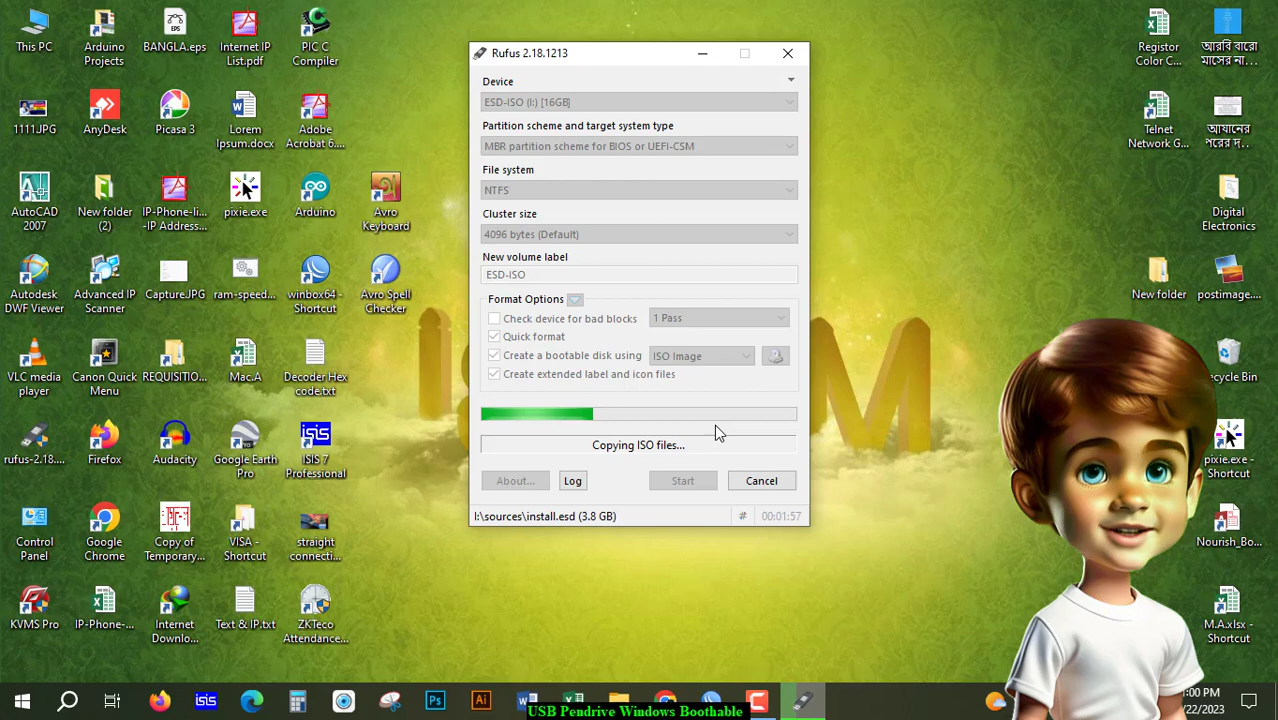 This PC
Arduino
Projects
BANGLA.eps
Internet IP
List.pdf
PIC C
Compiler
1111.JPG
AnyDesk
Picasa 3
Lorem
Ipsum.docx
Adobe
Acrobat 6....
AutoCAD
2007
New folder
(2)
IP-Phone-li...
-IP Address...
pixie.exe
Arduino
Avro
Keyboard
Autodesk
DWF Viewer
Advanced IP
Scanner
Capture.JPG
ram-speed...
winbox64 -
Shortcut
Avro Spell
Checker
VLC media
player
Canon Quick
Menu
REQUISITIO...
Mac.A
Decoder Hex
code.txt
rufus-2.18....
Firefox
Audacity
Google Earth
Pro
ISIS 7
Professional
Control
Panel
Google
Chrome
Copy of
Temporary...
VISA -
Shortcut
straight
connecti...
KVMS Pro
IP-Phone-...
Internet
Downlo...
Text & IP.txt
ZKTeco
Attendance...
Rufus 2.18.1213
Device
ESD-ISO (I:) [16GB]
Partition scheme and target system type
MBR partition scheme for BIOS or UEFI-CSM
File system
NTFS
Cluster size
4096 bytes (Default)
New volume label
ESD-ISO
Format Options
Check device for bad blocks
1 Pass
Quick format
Create a bootable disk using
ISO Image
Create extended label and icon files
Copying ISO files...
About...
Log
Start
Cancel
I:\sources\install.esd (3.8 GB)
#
00:01:57
Registor
Color C...
আরবি বারো
মাসের না...
Telnet
Network G...
আযানের
পরের দ...
Digital
Electronics
New folder
postimage....
ecycle Bin
pixie.exe -
Shortcut
Nourish_Bo...
M.A.xlsx -
Shortcut
:00 PM
/22/2023
USB Pendrive Windows Boothable